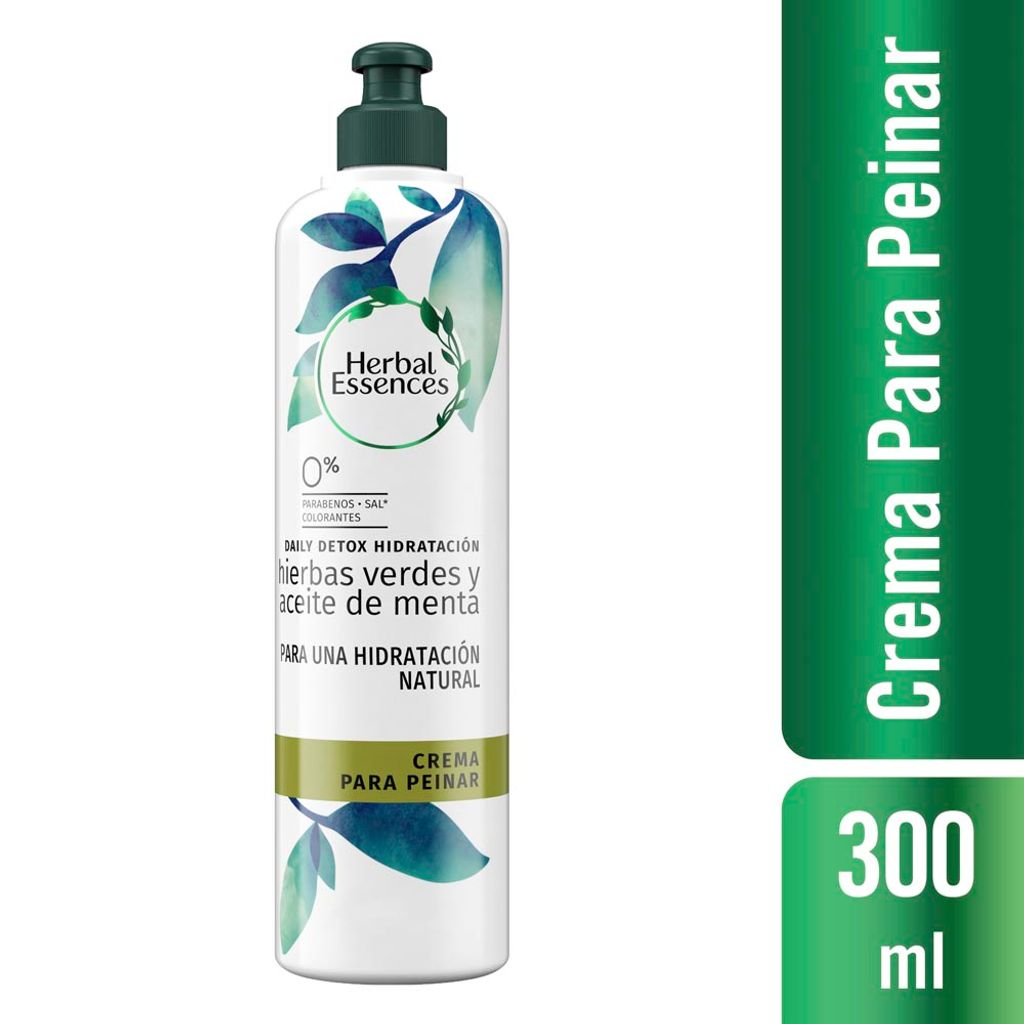 Herbal
Essences
0%
PARABENOS • SAL*
COLORANTES
DAILY DETOX HIDRATACIÓN
hierbas verdes y
aceite de menta
PARA UNA HIDRATACIÓN
NATURAL
CREMA
PARA PEINAR
Crema Para Peinar
300
ml